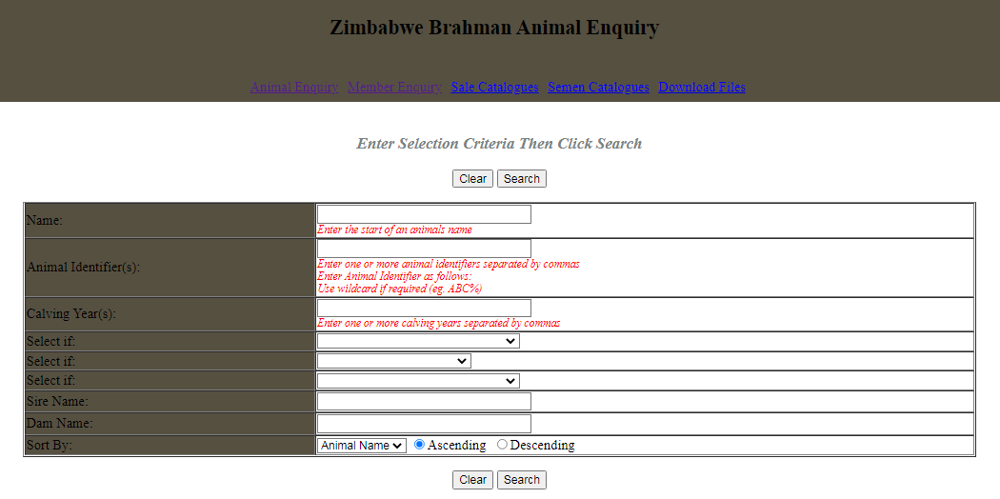 Zimbabwe Brahman Animal Enquiry
Animal Enquiry Member Enquiry Sale Catalogues Semen Catalogues Download Files
Enter Selection Criteria Then Click Search
Clear Search
Name:
Enter the start of an animals name
Animal Identifier(s):
Enter one or more animal identifiers separated by commas
Enter Animal Identifier as follows:
Use wildcard if required (eg. ABC%)
Calving Year(s):
Enter one or more calving years separated by commas
Select if:
Select if:
Select if:
Sire Name:
Dam Name:
Sort By: Animal Name Ascending Descending
Clear Search